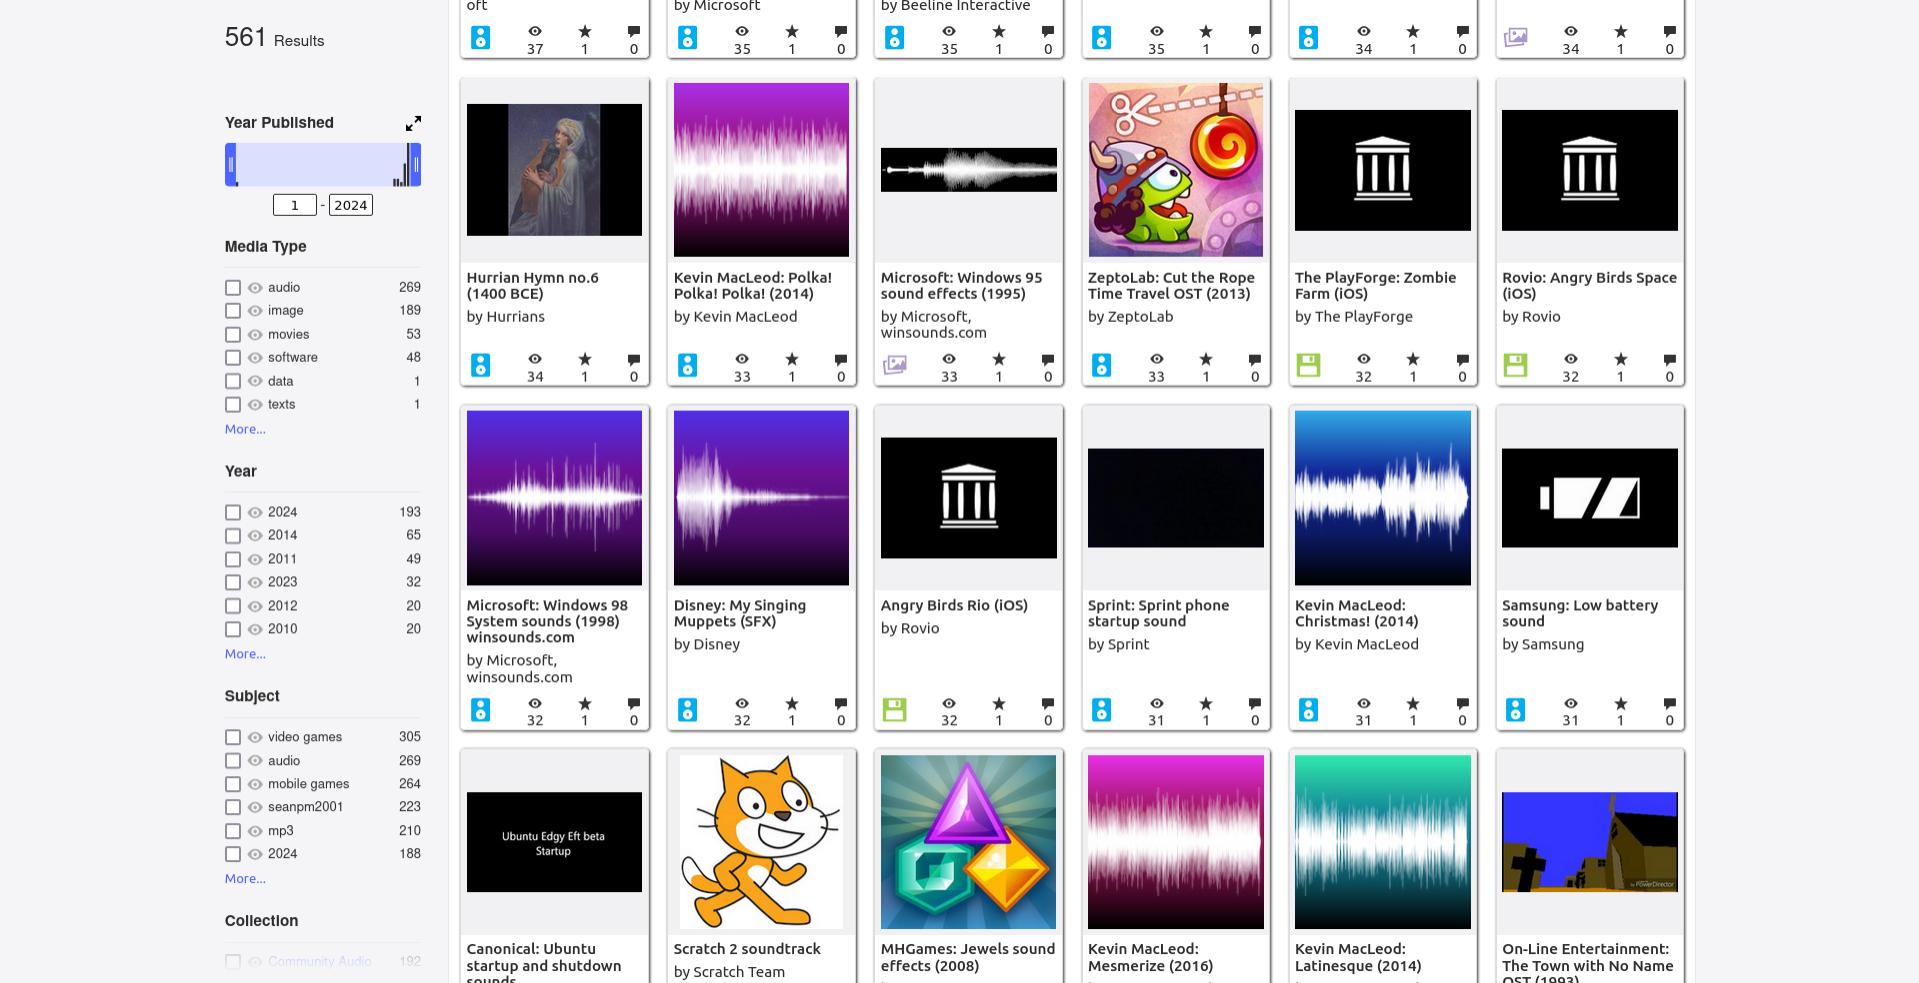 561 Results
Year Published
1 - 2024
Media Type
audio 269
image 189
movies 53
software 48
data 1
texts 1
More...
Year
2024 193
2014 65
2011 49
2023 32
2012 20
2010 20
More...
Subject
video games 305
audio 269
mobile games 264
seanpm2001 223
mp3 210
2024 188
More...
Collection
Community Audio 192
oft
37 1 0
by Microsoft
35 1 0
by Beeline Interactive
35 1 0
35 1 0
34 1 0
34 1 0
Hurrian Hymn no.6
(1400 BCE)
by Hurrians
34 1 0
Kevin MacLeod: Polka!
Polka! Polka! (2014)
by Kevin MacLeod
33 1 0
Microsoft: Windows 95
sound effects (1995)
by Microsoft,
winsounds.com
33 1 0
ZeptoLab: Cut the Rope
Time Travel OST (2013)
by ZeptoLab
33 1 0
The PlayForge: Zombie
Farm (iOS)
by The PlayForge
32 1 0
Rovio: Angry Birds Space
(iOS)
by Rovio
32 1 0
Microsoft: Windows 98
System sounds (1998)
winsounds.com
by Microsoft,
winsounds.com
32 1 0
Disney: My Singing
Muppets (SFX)
by Disney
32 1 0
Angry Birds Rio (iOS)
by Rovio
32 1 0
Sprint: Sprint phone
startup sound
by Sprint
31 1 0
Kevin MacLeod:
Christmas! (2014)
by Kevin MacLeod
31 1 0
Samsung: Low battery
sound
by Samsung
31 1 0
Ubuntu Edgy Eft beta
Startup
Canonical: Ubuntu
startup and shutdown
sounds
Scratch 2 soundtrack
by Scratch Team
MHGames: Jewels sound
effects (2008)
Kevin MacLeod:
Mesmerize (2016)
Kevin MacLeod:
Latinesque (2014)
by PowerDirector
On-Line Entertainment:
The Town with No Name
OST (1993)